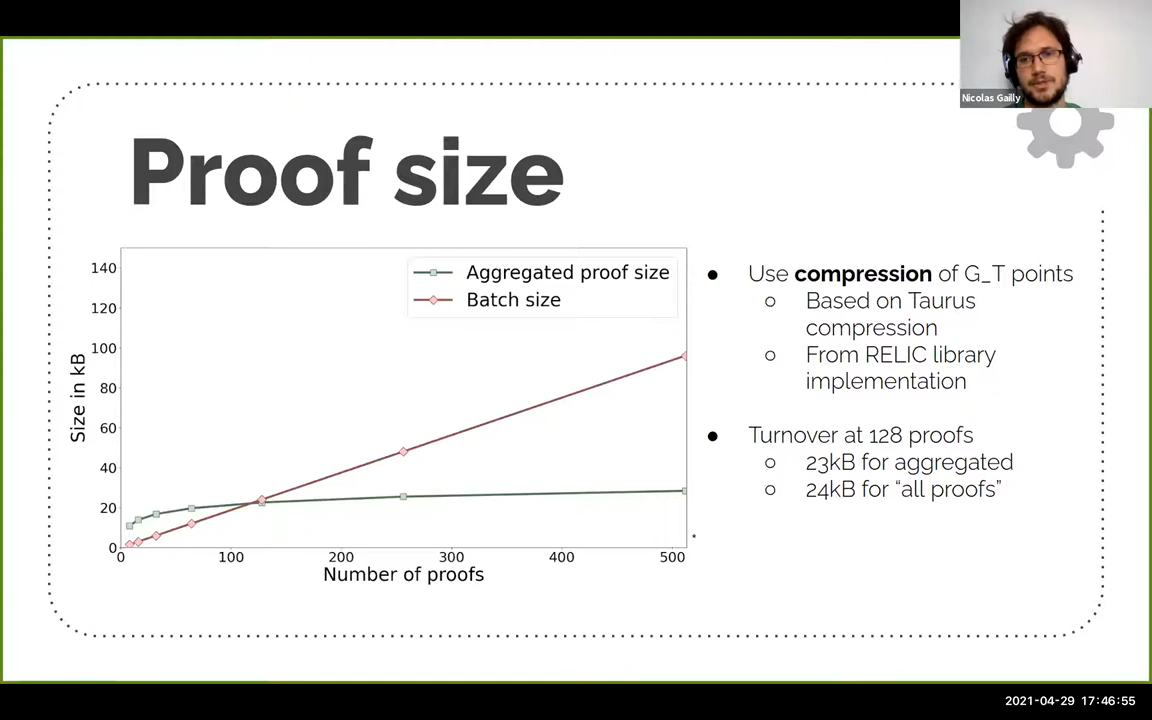 Nicolas Gailly
Proof size
Aggregated proof size
Batch size
140
120
100
80
60
40
20
0
Size in kB
0 100 200 300 400 500
Number of proofs
● Use compression of G_T points
○ Based on Taurus
compression
○ From RELIC library
implementation
● Turnover at 128 proofs
○ 23kB for aggregated
○ 24kB for “all proofs”
2021-04-29 17:46:55